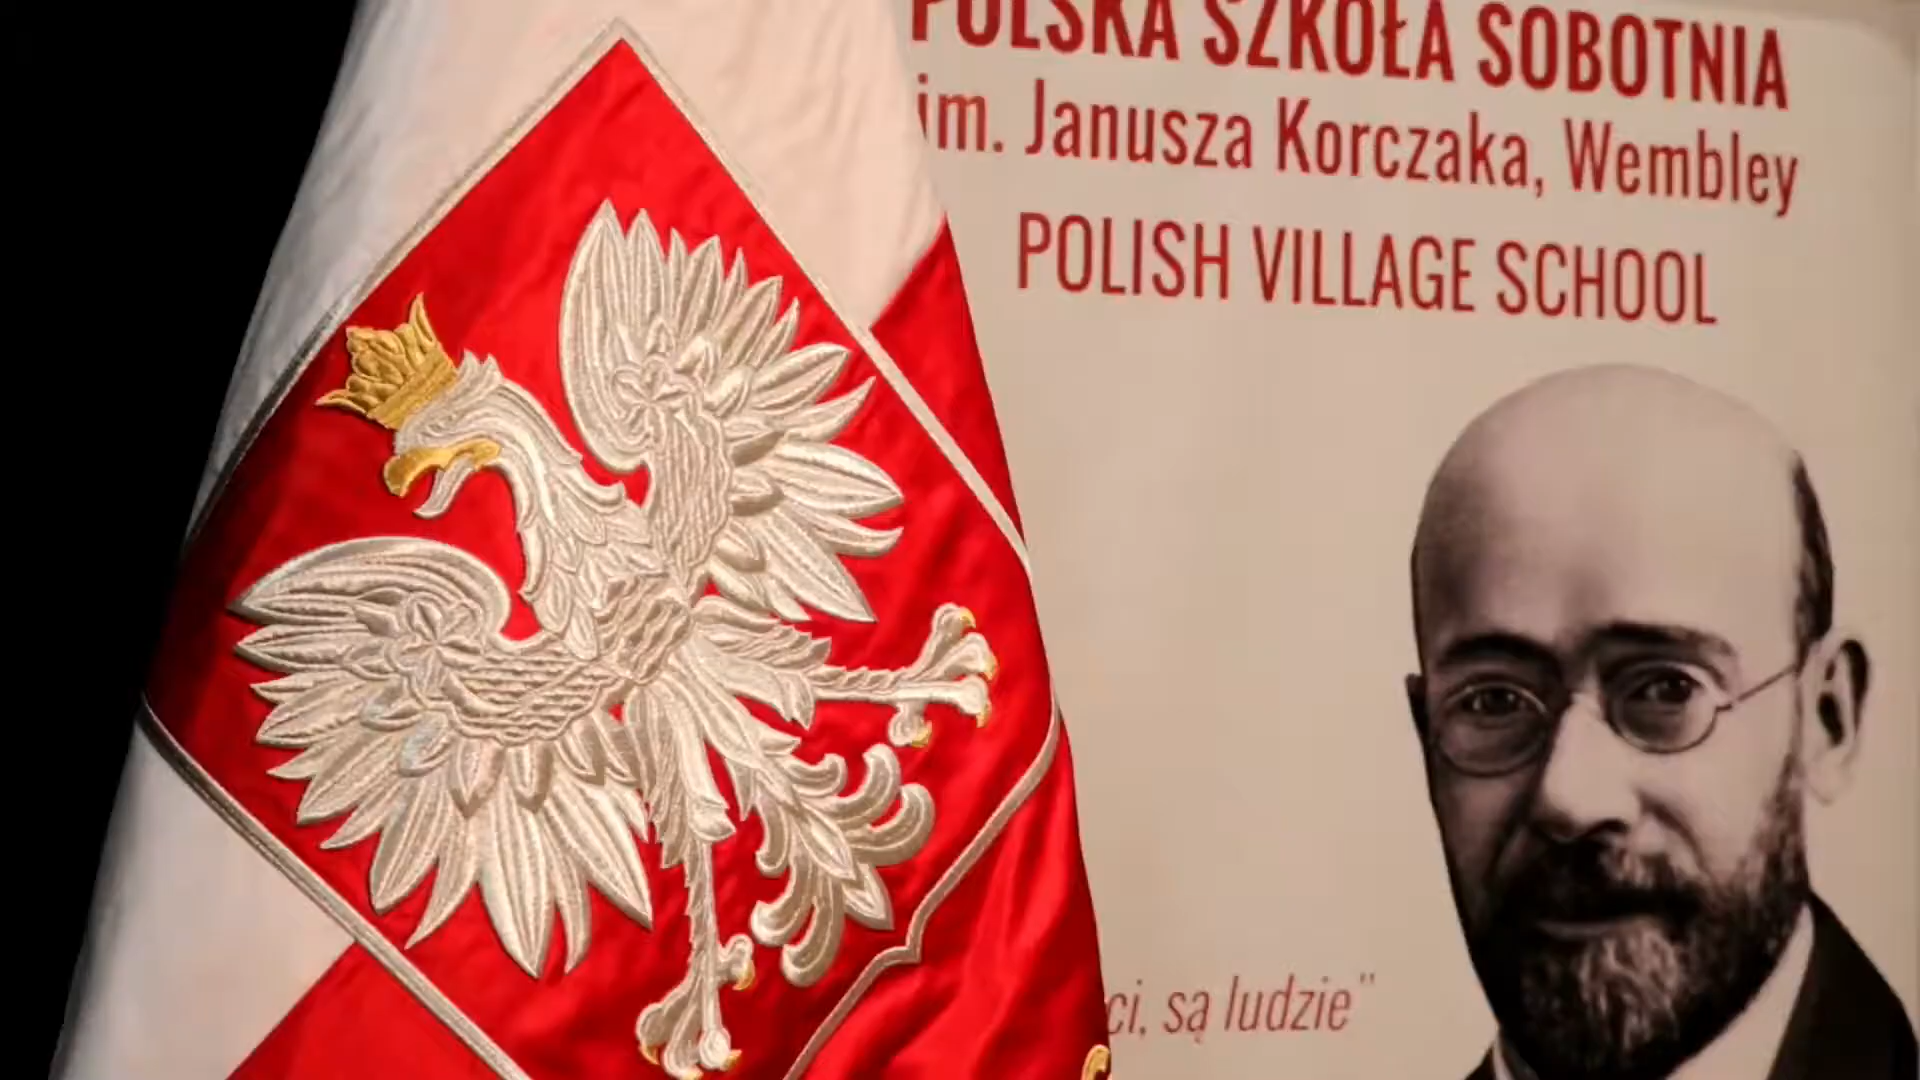 POLSKA SZKOŁA SOBOTNIA
im. Janusza Korczaka, Wembley
POLISH VILLAGE SCHOOL
ci, są ludzie"